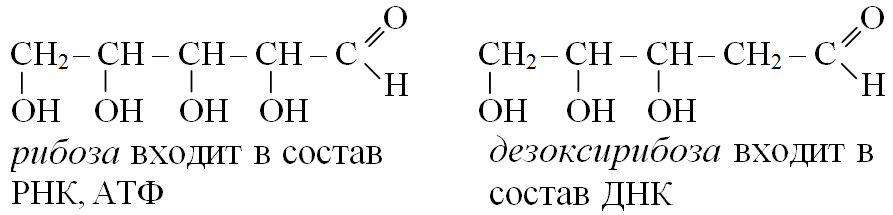 O O
CH₂ – CH – CH – CH – C CH₂ – CH – CH – CH₂ – C
H H
OH OH OH OH OH OH OH
рибоза входит в состав
РНК, АТФ
дезоксирибоза входит в
состав ДНК